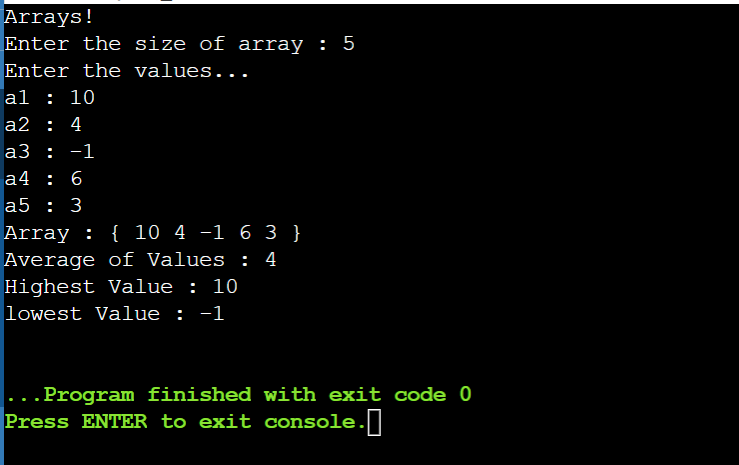 Arrays!
Enter the size of array : 5
Enter the values...
a1 : 10
a2 : 4
a3 : -1
a4 : 6
a5 : 3
Array : { 10 4 -1 6 3 }
Average of Values : 4
Highest Value : 10
lowest Value : -1
...Program finished with exit code 0
Press ENTER to exit console.